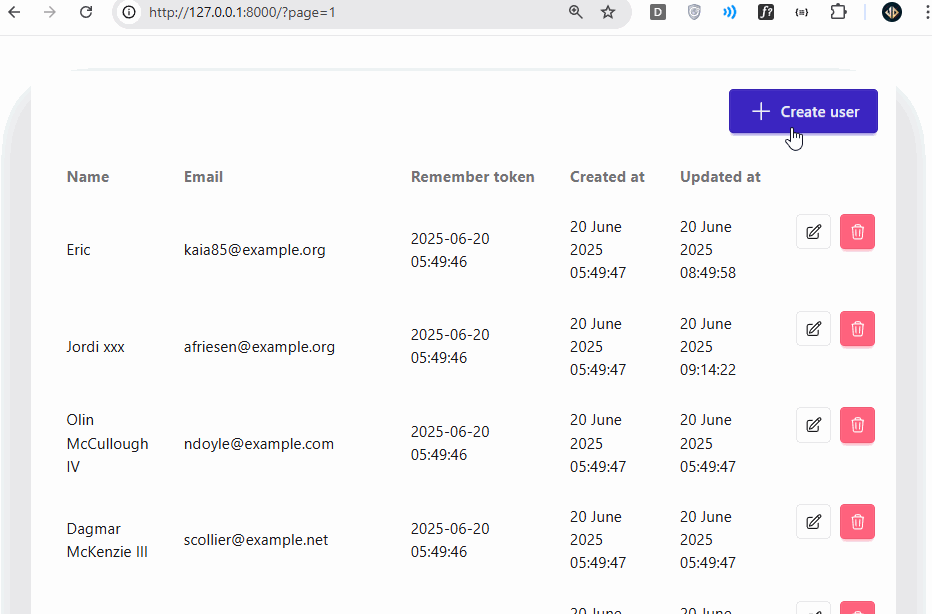 http://127.0.0.1:8000/?page=1
D
f?
{≡}
Create user
Name Email Remember token Created at Updated at
Eric kaia85@example.org 2025-06-20 05:49:46 20 June 2025 05:49:47 20 June 2025 08:49:58
Jordi xxx afriesen@example.org 2025-06-20 05:49:46 20 June 2025 05:49:47 20 June 2025 09:14:22
Olin McCullough IV ndoyle@example.com 2025-06-20 05:49:46 20 June 2025 05:49:47 20 June 2025 05:49:47
Dagmar McKenzie III scollier@example.net 2025-06-20 05:49:46 20 June 2025 05:49:47 20 June 2025 05:49:47
20 June 20 June